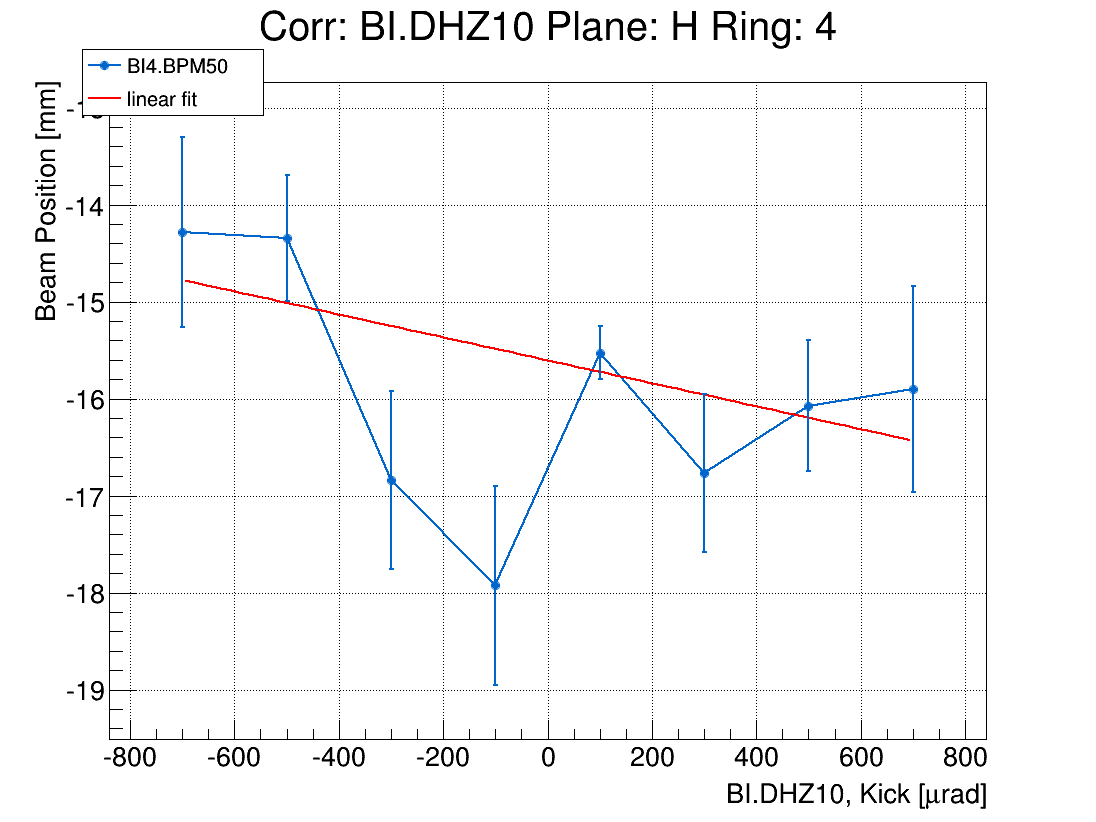 Corr: BI.DHZ10 Plane: H Ring: 4
BI4.BPM50
linear fit
Beam Position [mm]
-14
-15
-16
-17
-18
-19
-800 -600 -400 -200 0 200 400 600 800
BI.DHZ10, Kick [μrad]